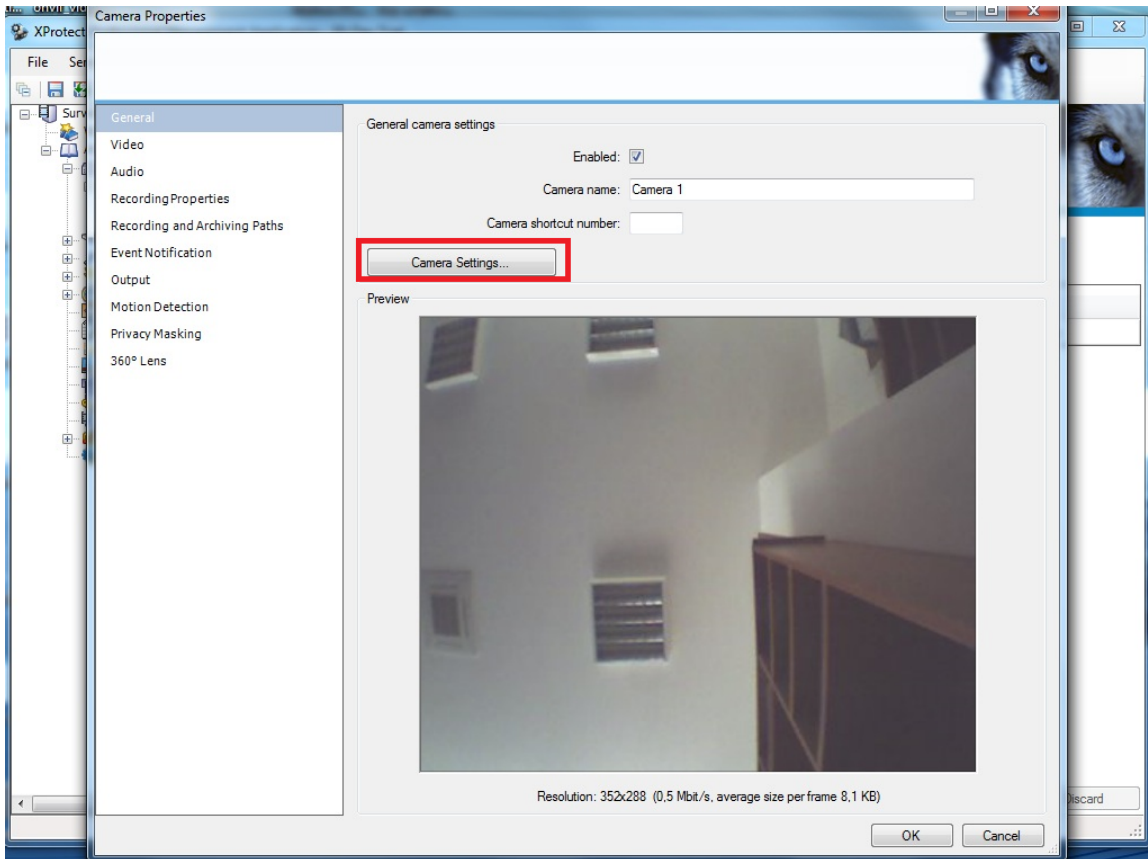 Camera Properties
XProtect
File Ser
Surv
General
Video
Audio
Recording Properties
Recording and Archiving Paths
Event Notification
Output
Motion Detection
Privacy Masking
360° Lens
General camera settings
Enabled:
Camera name: Camera 1
Camera shortcut number:
Camera Settings...
Preview
Resolution: 352x288 (0,5 Mbit/s, average size per frame 8,1 KB)
OK Cancel
Discard